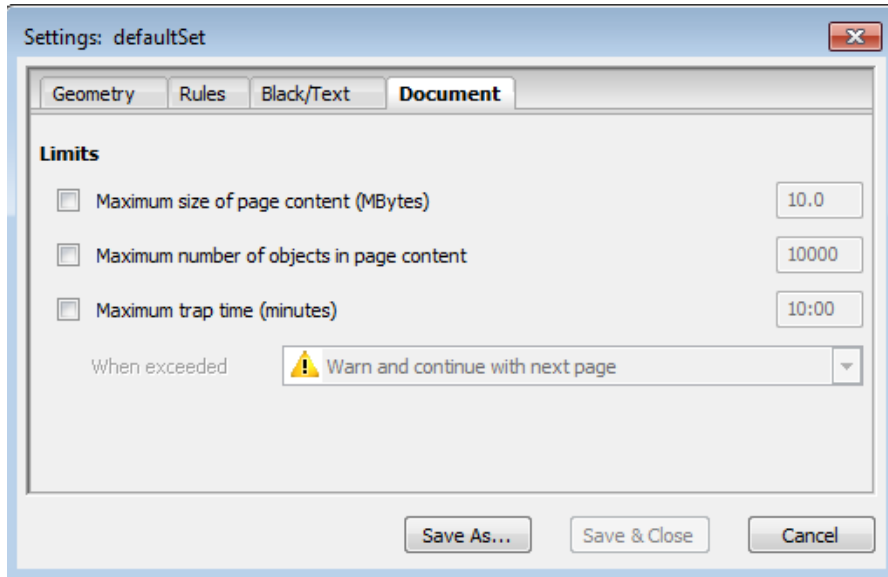 Settings: defaultSet
Geometry Rules Black/Text Document
Limits
Maximum size of page content (MBytes) 10.0
Maximum number of objects in page content 10000
Maximum trap time (minutes) 10:00
When exceeded Warn and continue with next page
Save As... Save & Close Cancel